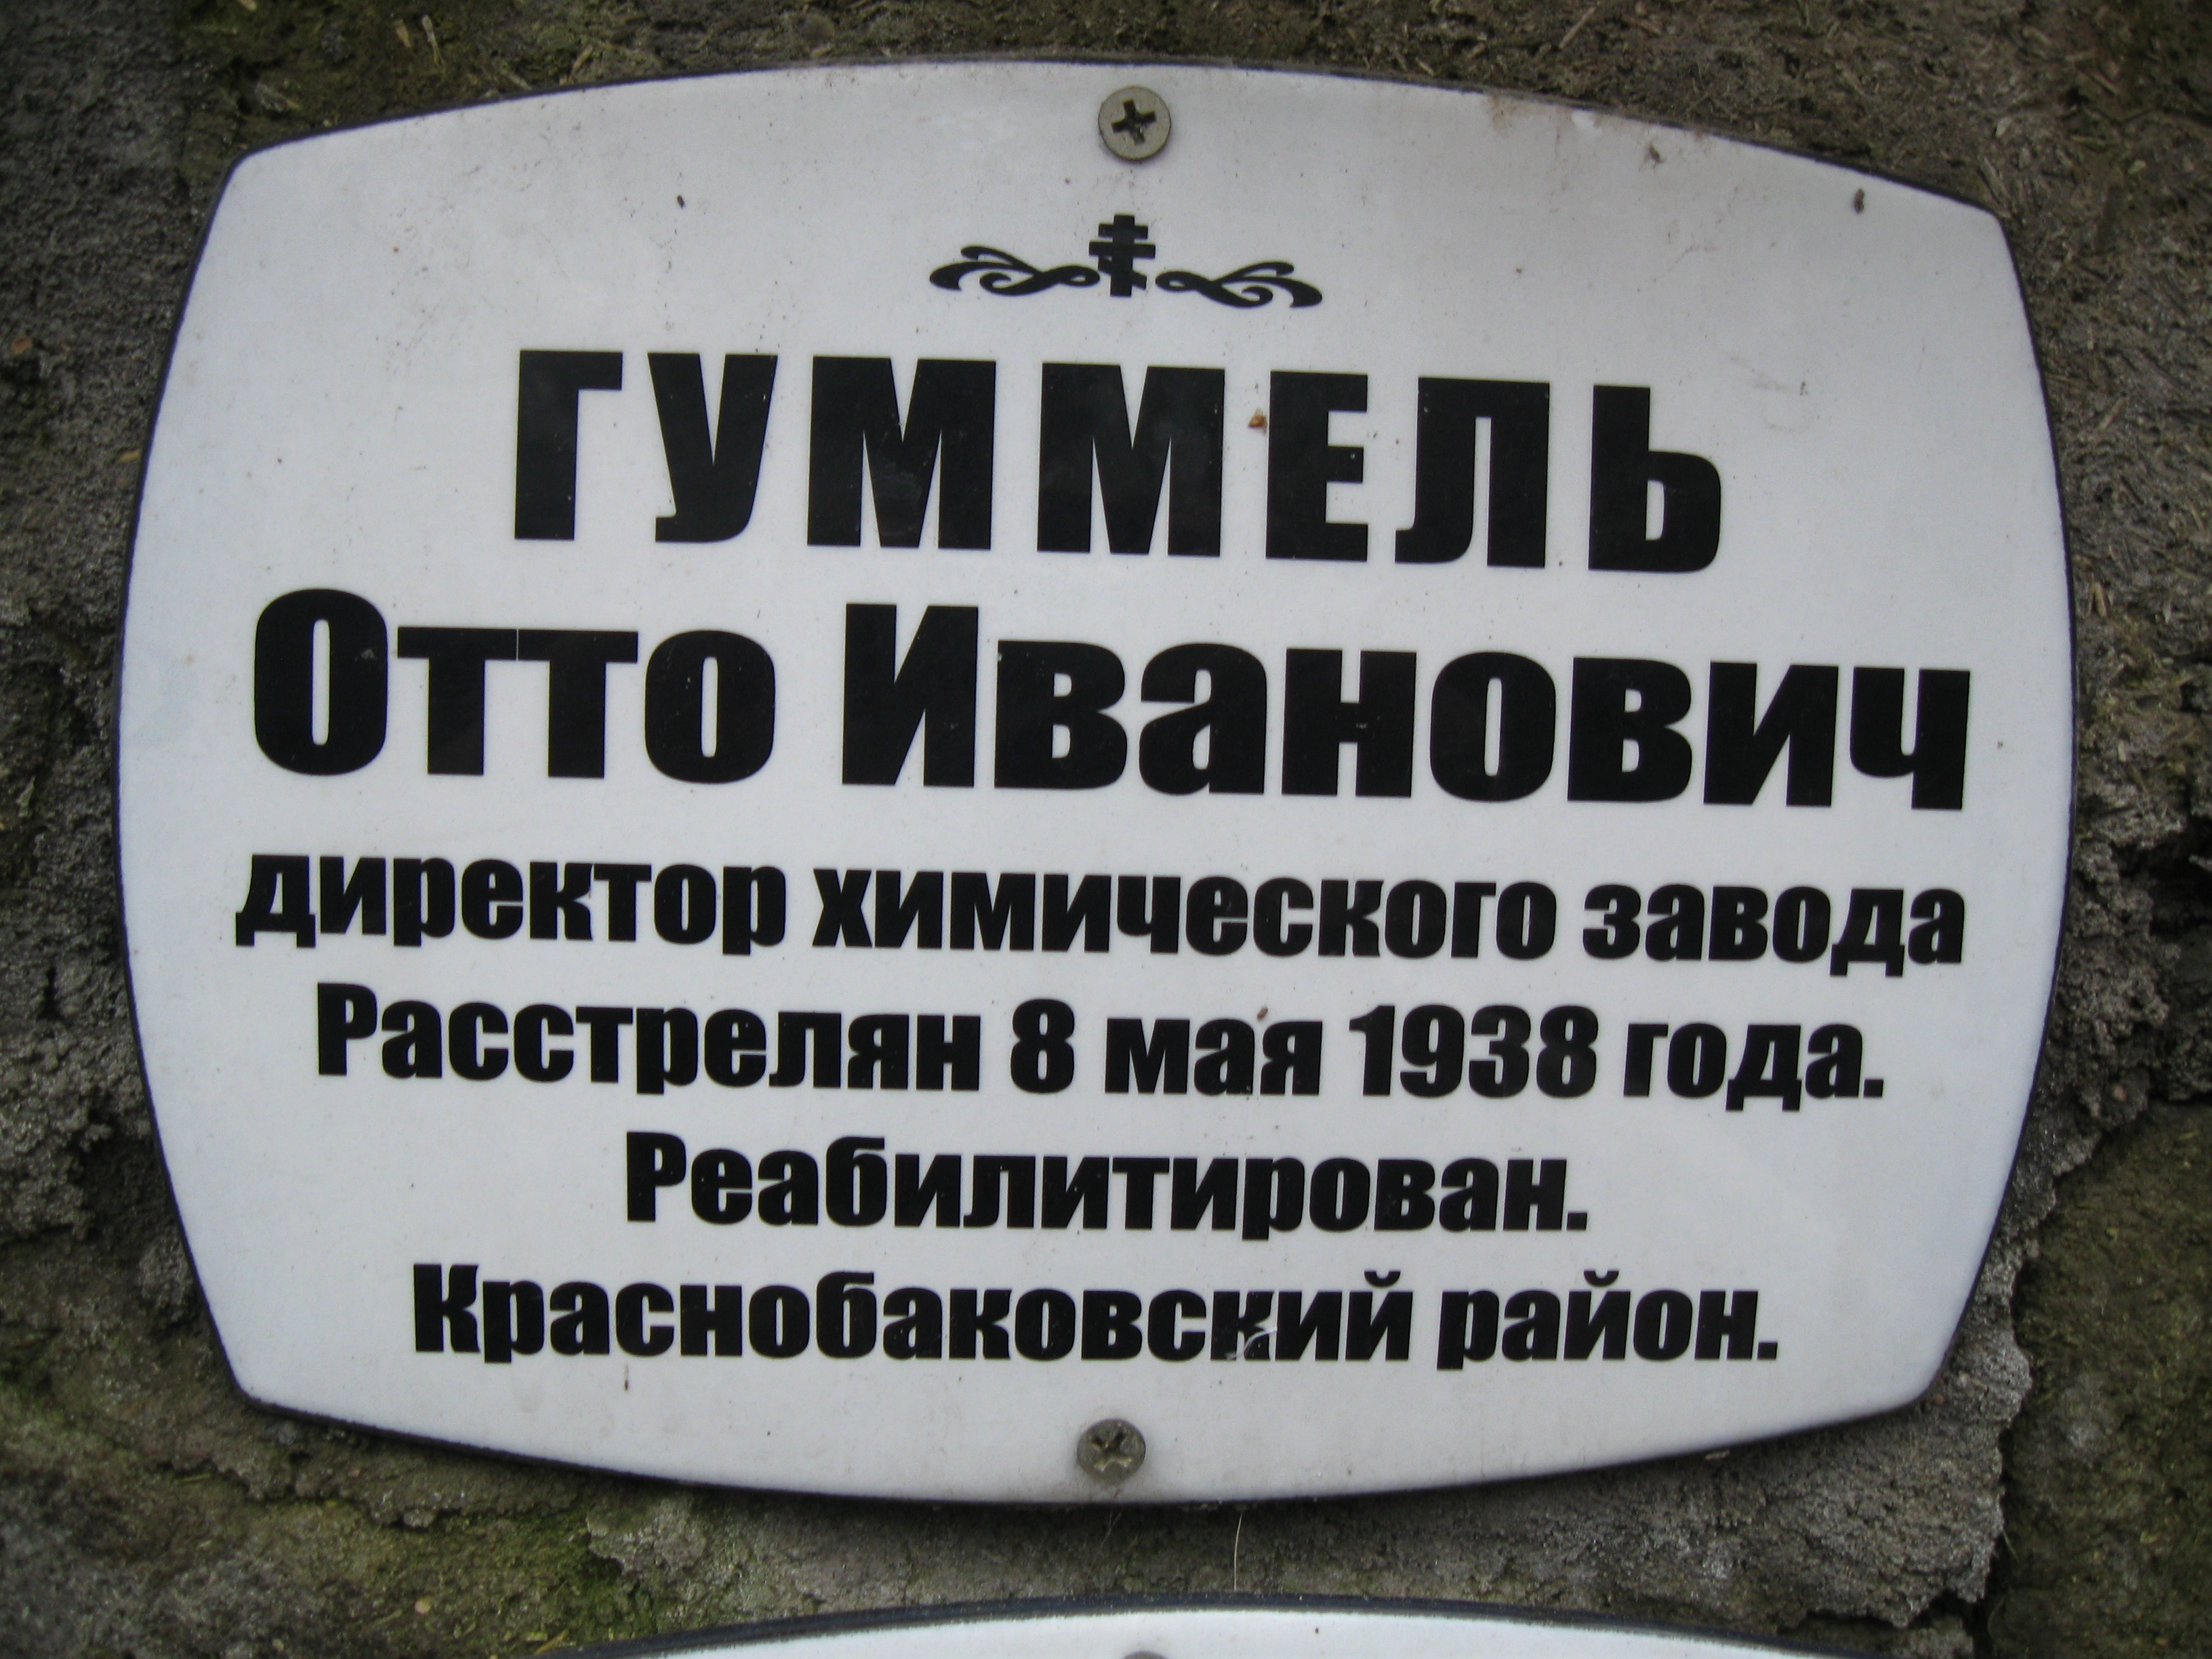 ГУММЕЛЬ
Отто Иванович
директор химического завода
Расстрелян 8 мая 1938 года.
Реабилитирован.
Краснобаковский район.